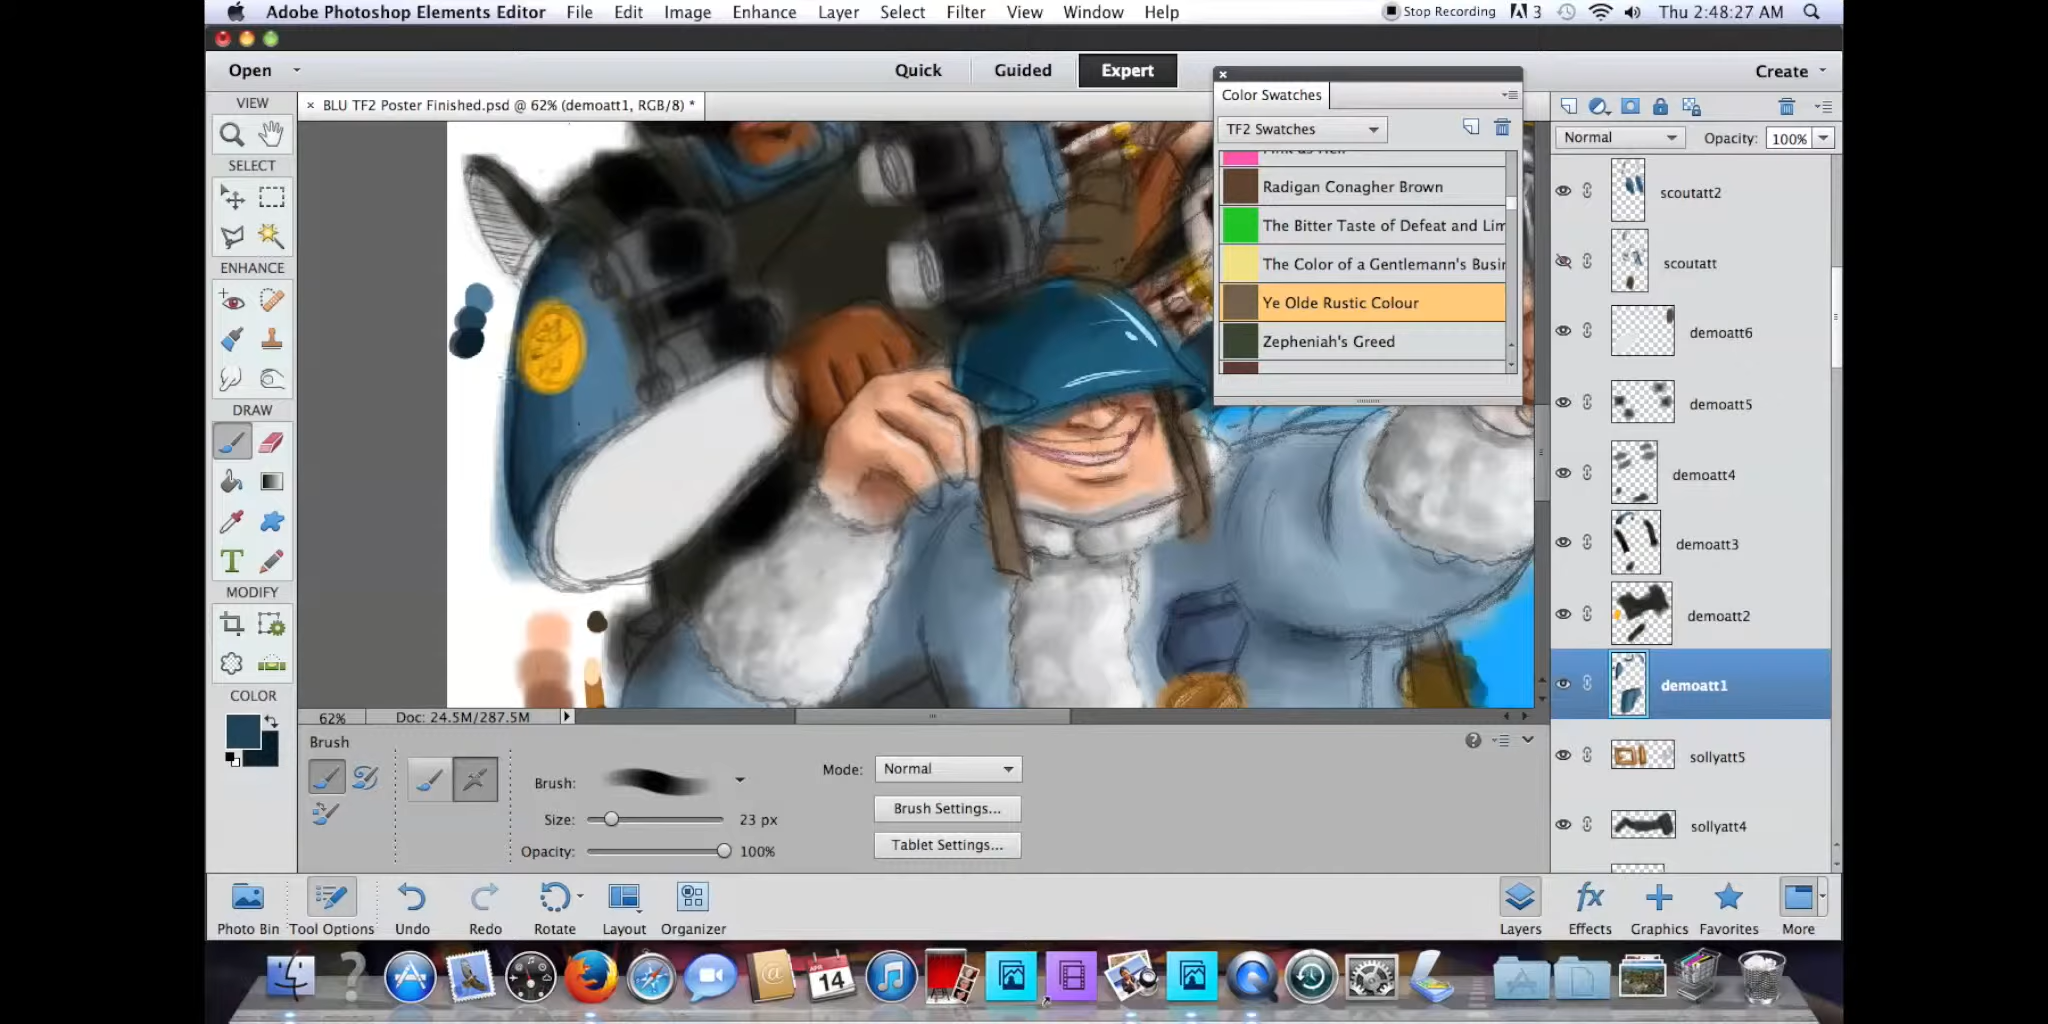 Adobe Photoshop Elements Editor File Edit Image Enhance Layer Select Filter View Window Help Stop Recording 3 Thu 2:48:27 AM
Open Quick Guided Expert Create
VIEW
BLU TF2 Poster Finished.psd @ 62% (demoatt1, RGB/8) *
SELECT
ENHANCE
DRAW
MODIFY
COLOR
Color Swatches
TF2 Swatches
Radigan Conagher Brown
The Bitter Taste of Defeat and Lim
The Color of a Gentlemann's Busin
Ye Olde Rustic Colour
Zepheniah's Greed
Normal Opacity: 100%
scoutatt2
scoutatt
demoatt6
demoatt5
demoatt4
demoatt3
demoatt2
demoatt1
sollyatt5
sollyatt4
62% Doc: 24.5M/287.5M
Brush
Brush:
Size: 23 px
Opacity: 100%
Mode: Normal
Brush Settings...
Tablet Settings...
Photo Bin Tool Options Undo Redo Rotate Layout Organizer Layers Effects Graphics Favorites More
APR
14